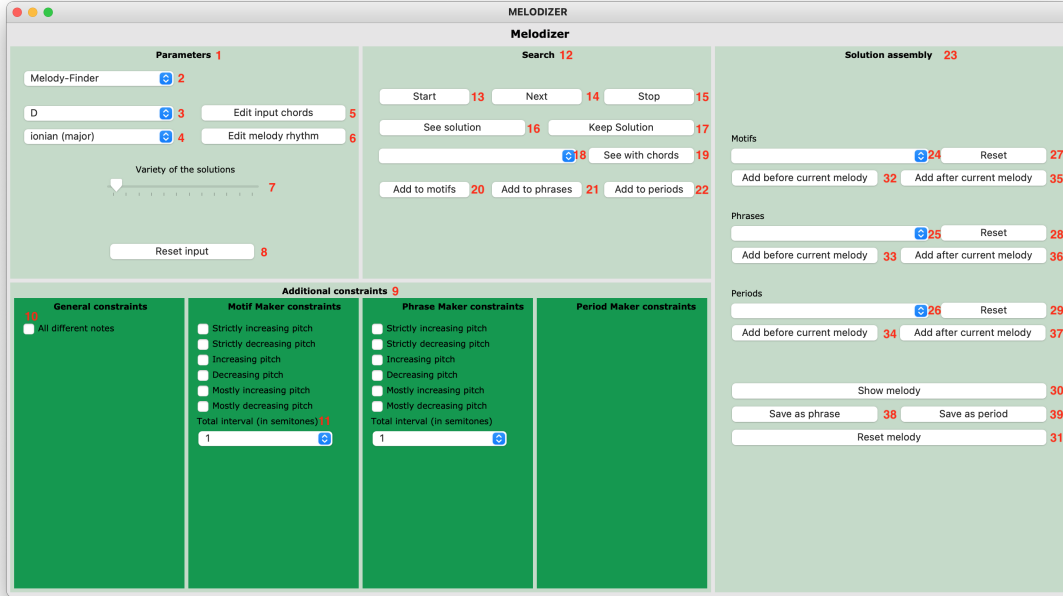 MELODIZER
Melodizer
Parameters 1
Melody-Finder 2
D 3
Edit input chords 5
ionian (major) 4
Edit melody rhythm 6
Variety of the solutions
7
Reset input 8
Search 12
Start 13 Next 14 Stop 15
See solution 16 Keep Solution 17
18 See with chords 19
Add to motifs 20 Add to phrases 21 Add to periods 22
Solution assembly 23
Motifs
24 Reset 27
Add before current melody 32 Add after current melody 35
Phrases
25 Reset 28
Add before current melody 33 Add after current melody 36
Periods
26 Reset 29
Add before current melody 34 Add after current melody 37
Show melody 30
Save as phrase 38 Save as period 39
Reset melody 31
Additional constraints 9
General constraints
10
All different notes
Motif Maker constraints
Strictly increasing pitch
Strictly decreasing pitch
Increasing pitch
Decreasing pitch
Mostly increasing pitch
Mostly decreasing pitch
Total interval (in semitones) 11
1
Phrase Maker constraints
Strictly increasing pitch
Strictly decreasing pitch
Increasing pitch
Decreasing pitch
Mostly increasing pitch
Mostly decreasing pitch
Total interval (in semitones)
1
Period Maker constraints